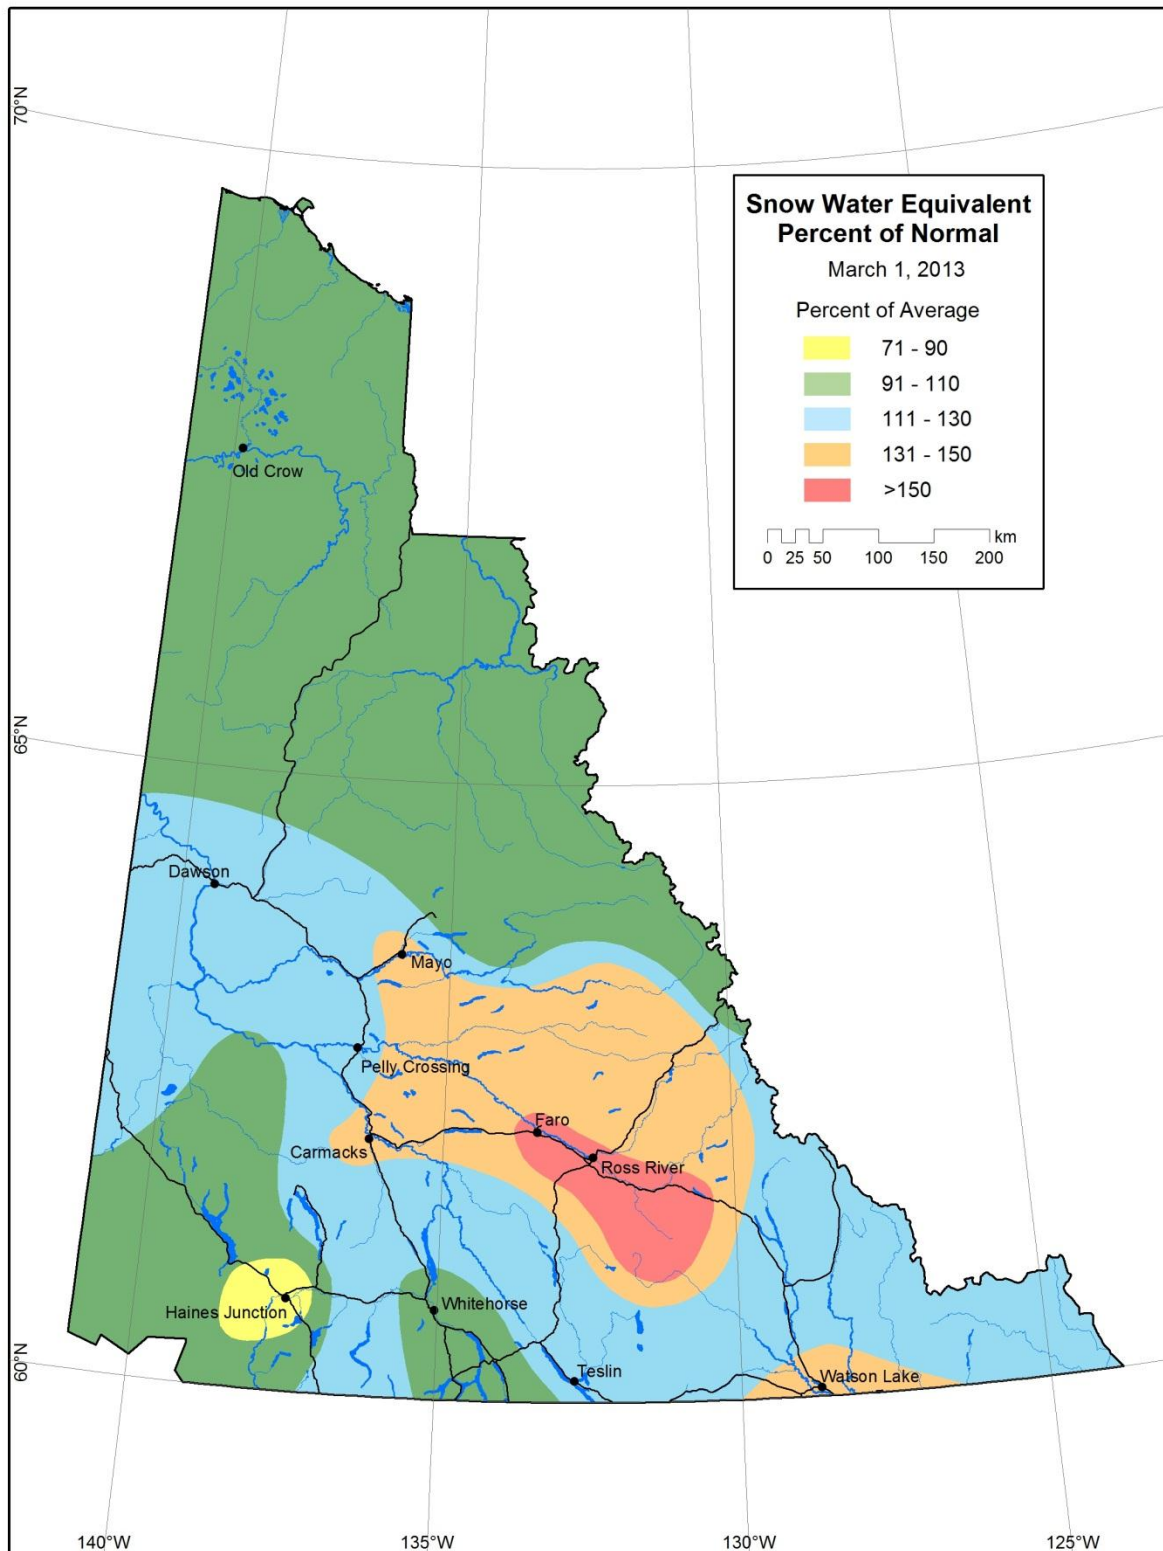 70°N
Snow Water Equivalent
Percent of Normal
March 1, 2013
Percent of Average
71 - 90
91 - 110
111 - 130
131 - 150
>150
km
0 25 50 100 150 200
Old Crow
65°N
Dawson
Mayo
Pelly Crossing
Faro
Carmacks
Ross River
Haines Junction
Whitehorse
60°N
Teslin
Watson Lake
140°W
135°W
130°W
125°W